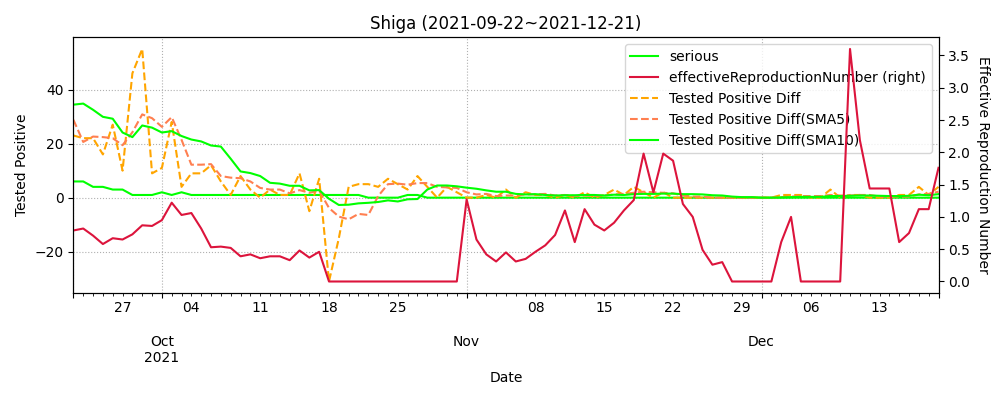 Shiga (2021-09-22~2021-12-21)
serious
effectiveReproductionNumber (right)
Tested Positive Diff
Tested Positive Diff(SMA5)
Tested Positive Diff(SMA10)
Tested Positive
40
20
0
−20
Effective Reproduction Number
3.5
3.0
2.5
2.0
1.5
1.0
0.5
0.0
27 04 11 18 25 08 15 22 29 06 13
Oct Nov Dec
2021
Date